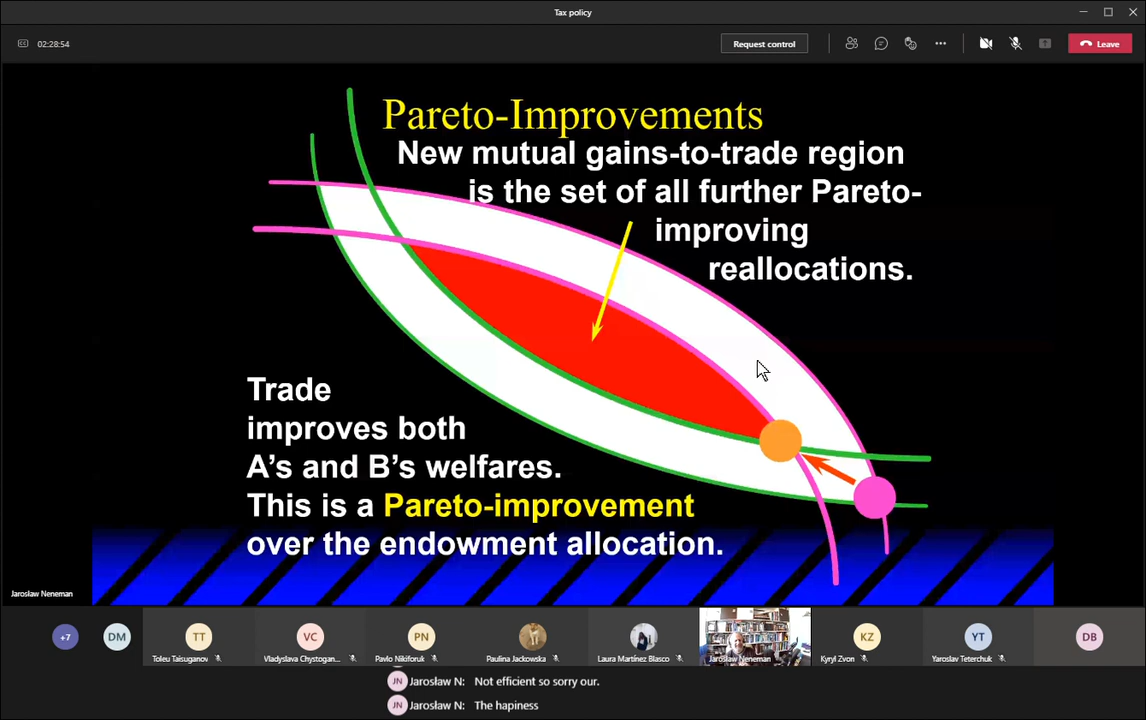 Tax policy
02:28:54
Request control
Leave
Pareto-Improvements
New mutual gains-to-trade region
is the set of all further Pareto-
improving
reallocations.
Trade
improves both
A's and B's welfares.
This is a Pareto-improvement
over the endowment allocation.
Jarosław Neneman
+7
DM
TT
VC
PN
KZ
YT
DB
Toleu Taisuganov
Vladyslava Chystogan...
Pavlo Nikiforuk
Paulina Jackowska
Laura Martínez Blasco
Jarosław Neneman
Kyryl Zvon
Yaroslav Teterchuk
JN Jarosław N: Not efficient so sorry our.
JN Jarosław N: The hapiness